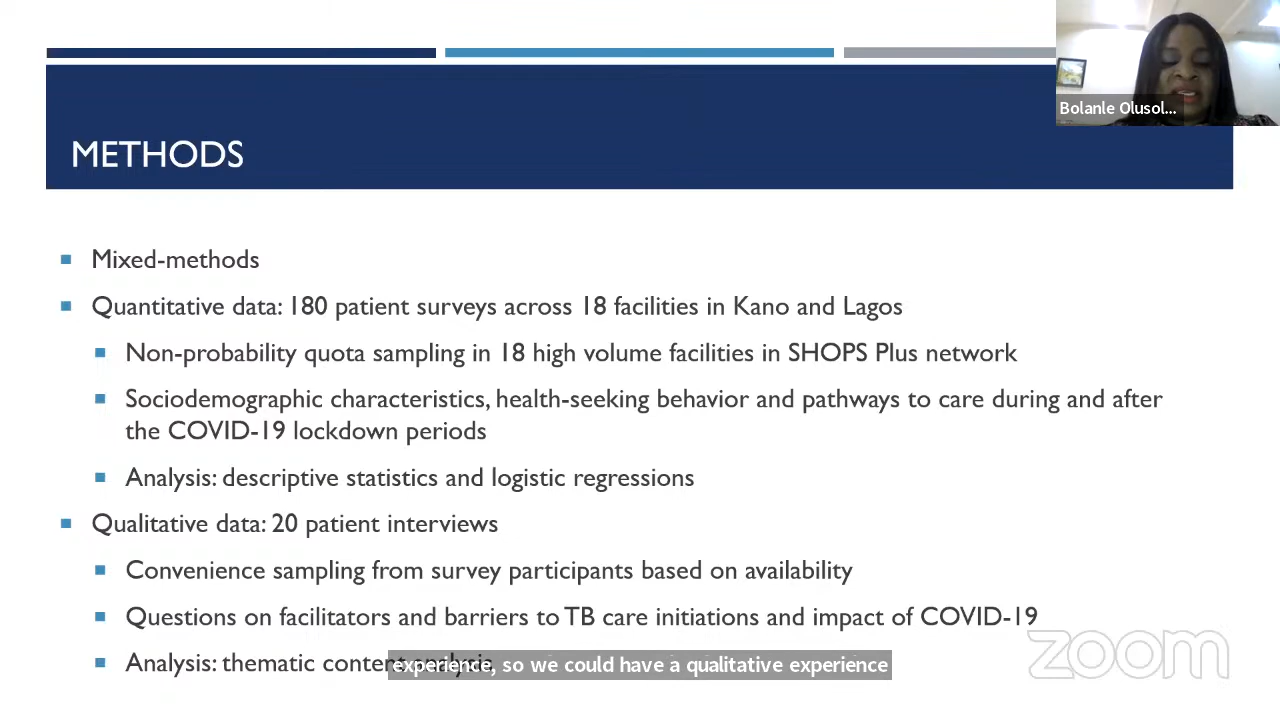 Bolanle Olusol...
METHODS
Mixed-methods
Quantitative data: 180 patient surveys across 18 facilities in Kano and Lagos
Non-probability quota sampling in 18 high volume facilities in SHOPS Plus network
Sociodemographic characteristics, health-seeking behavior and pathways to care during and after
the COVID-19 lockdown periods
Analysis: descriptive statistics and logistic regressions
Qualitative data: 20 patient interviews
Convenience sampling from survey participants based on availability
Questions on facilitators and barriers to TB care initiations and impact of COVID-19
zoom
Analysis: thematic content analysis
experience, so we could have a qualitative experience